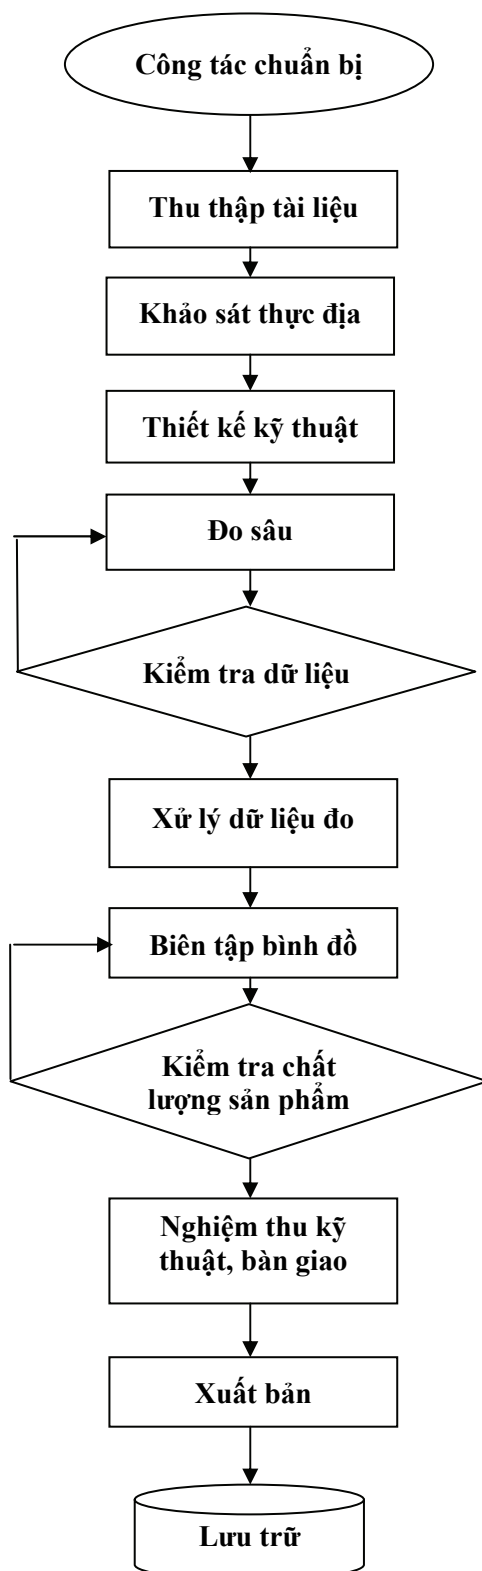 Công tác chuẩn bị
Thu thập tài liệu
Khảo sát thực địa
Thiết kế kỹ thuật
Đo sâu
Kiểm tra dữ liệu
Xử lý dữ liệu đo
Biên tập bình đồ
Kiểm tra chất
lượng sản phẩm
Nghiệm thu kỹ
thuật, bàn giao
Xuất bản
Lưu trữ